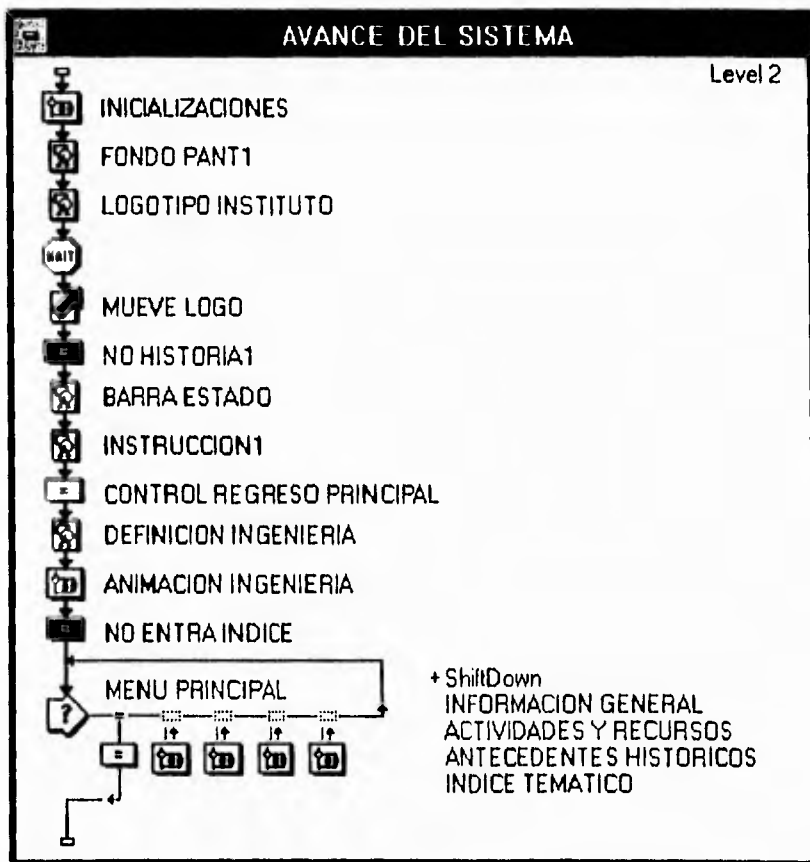 AVANCE DEL SISTEMA
Level 2
INICIALIZACIONES
FONDO PANT1
LOGOTIPO INSTITUTO
WAIT
MUEVE LOGO
NO HISTORIA1
BARRA ESTADO
INSTRUCCION1
= CONTROL REGRESO PRINCIPAL
DEFINICION INGENIERIA
ANIMACION INGENIERIA
NO ENTRA INDICE
MENU PRINCIPAL
?
=
+ ShiftDown
INFORMACION GENERAL
ACTIVIDADES Y RECURSOS
ANTECEDENTES HISTORICOS
INDICE TEMATICO